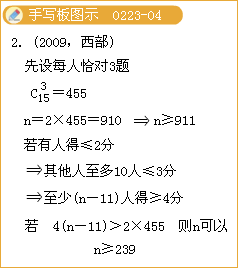 手写板图示 0223-04
2. (2009，西部)
先设每人恰对3题
C³₁₅＝455
n＝2×455＝910 ⇒ n≥911
若有人得≤2分
⇒其他人至多10人≤3分
⇒至少(n－11)人得≥4分
若 4(n－11)＞2×455 则n可以
n≥239